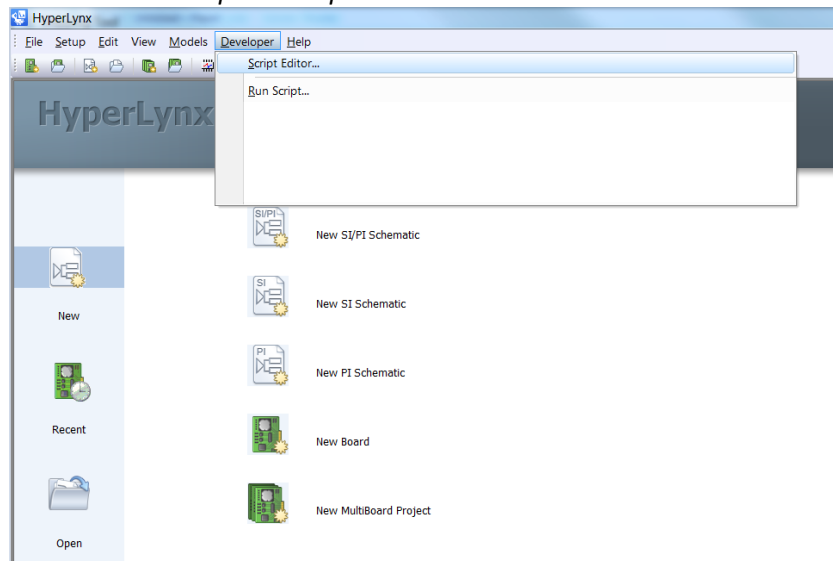 HyperLynx
File Setup Edit View Models Developer Help
Script Editor...
Run Script...
HyperLynx
SI/PI
New SI/PI Schematic
SI
New SI Schematic
PI
New PI Schematic
New Board
New MultiBoard Project
New
Recent
Open